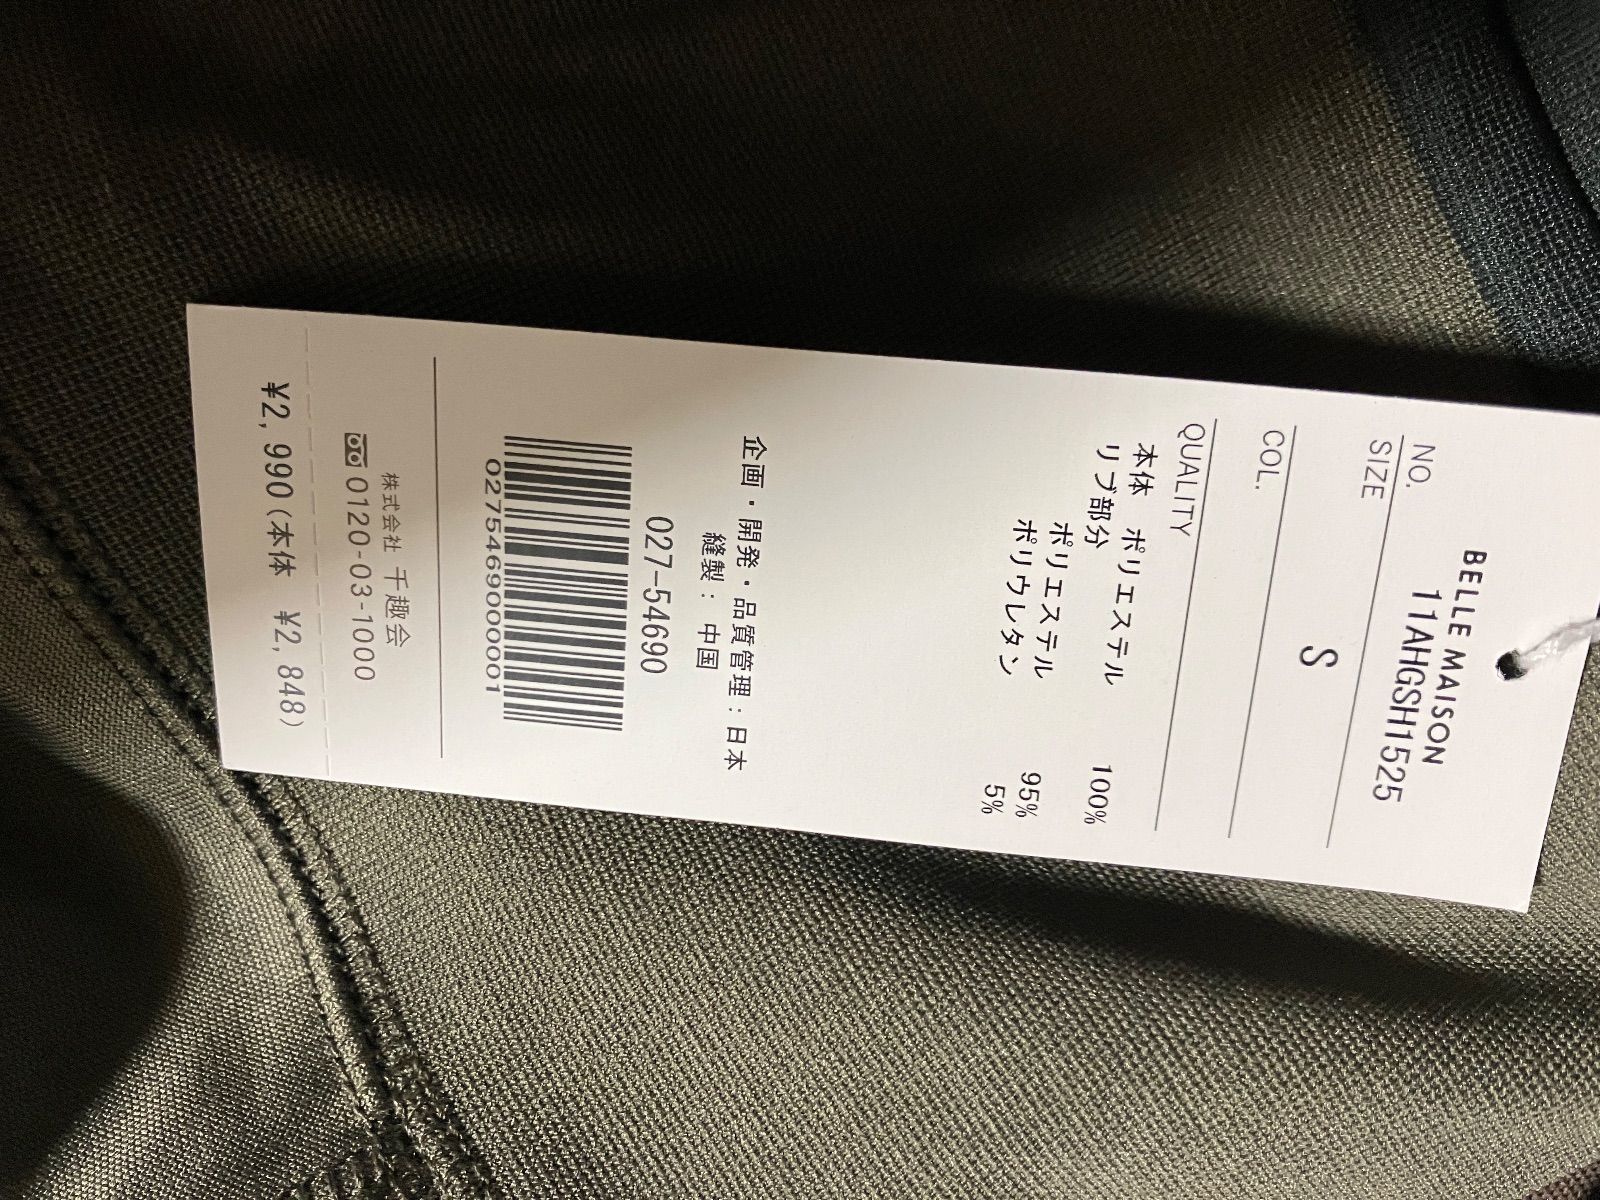 BELLE MAISON
NO. 11AHGSH1525
SIZE
S
COL.
QUALITY
本体 ポリエステル 100%
リブ部分
ポリエステル 95%
ポリウレタン 5%
企画・開発・品質管理：日本
縫製：中国
027-54690
0275469000001
株式会社 千趣会
0120-03-1000
¥2,990(本体 ¥2,848)